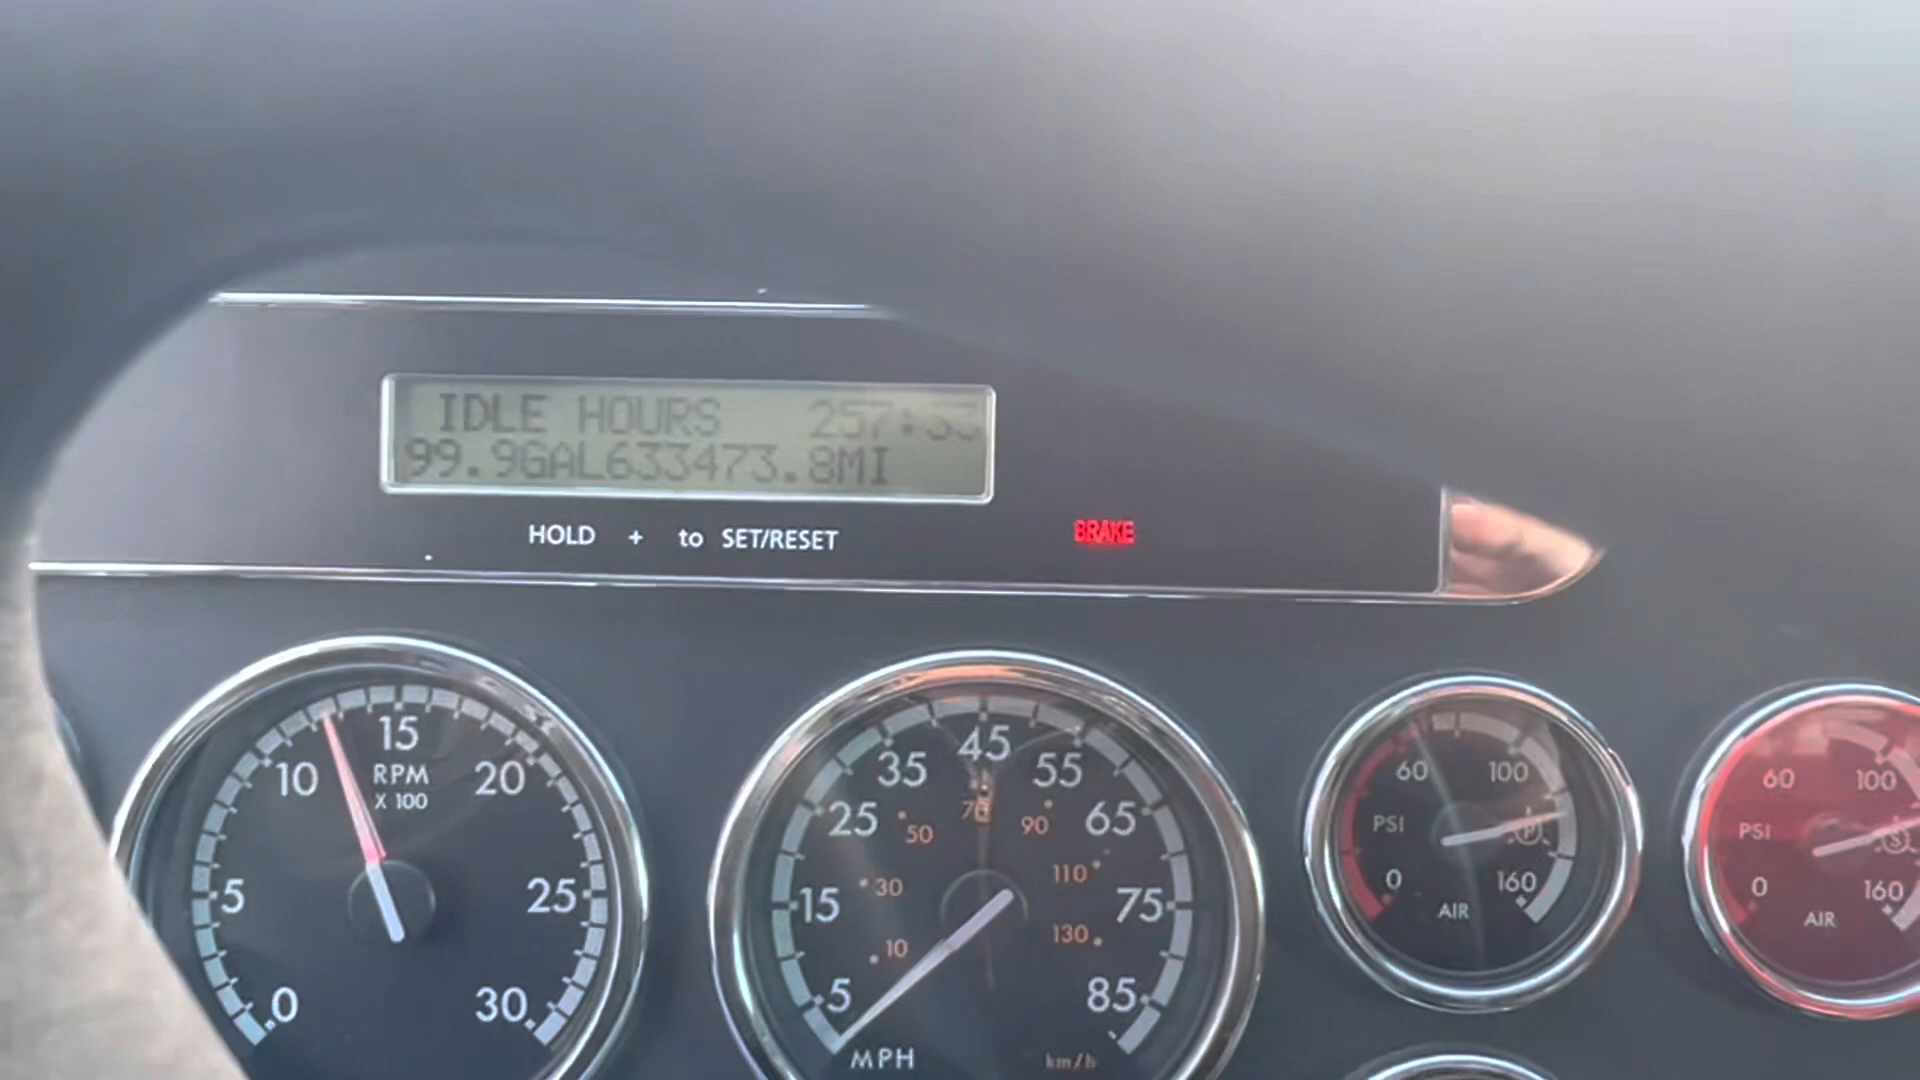 IDLE HOURS 257:53
99.9GAL633473.8MI
HOLD + to SET/RESET
BRAKE
0
5
10
15
20
25
30
RPM
X 100
5
15
25
35
45
55
65
75
85
10
30
50
70
90
110
130
MPH
km/h
0
60
100
160
PSI
P
AIR
0
60
100
160
PSI
S
AIR